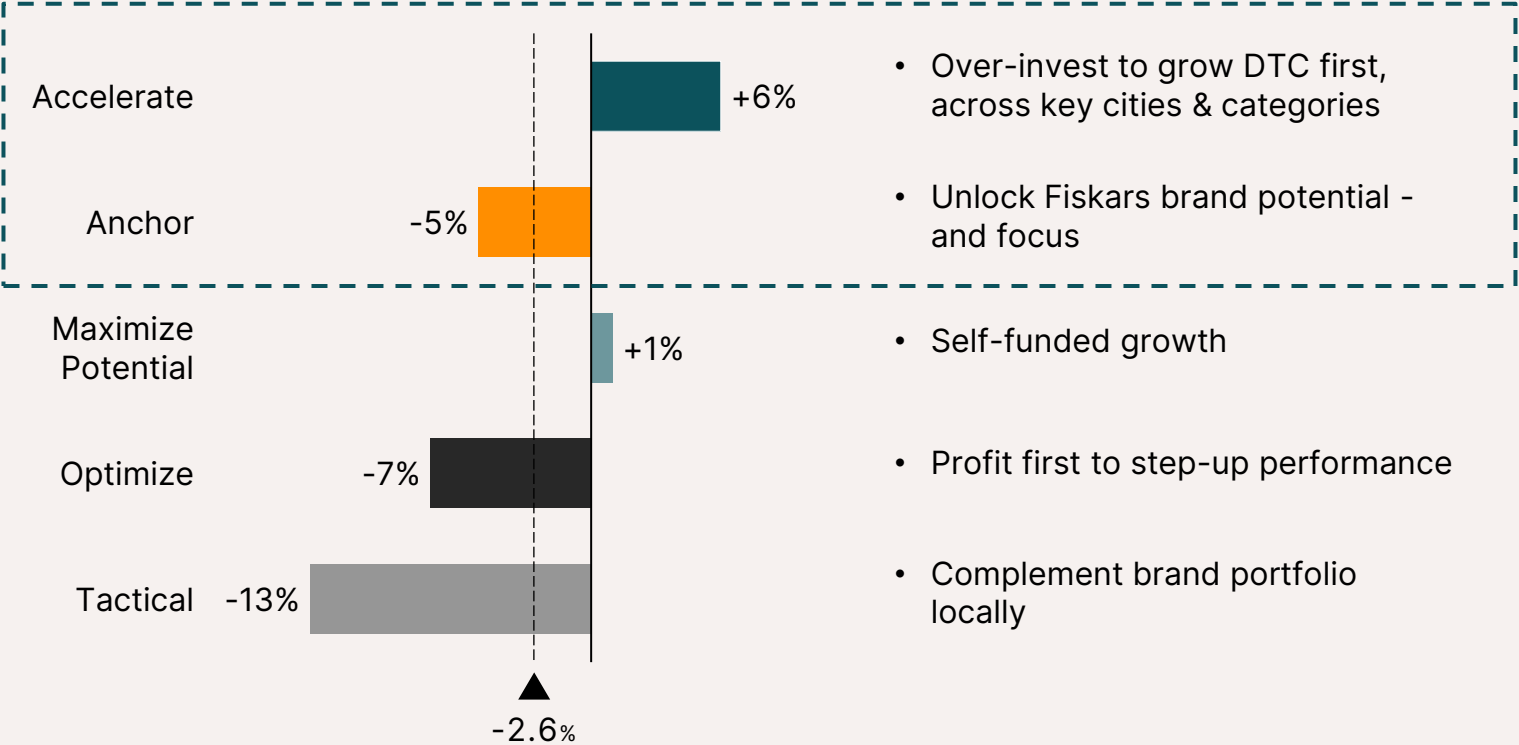 Accelerate
+6%
• Over-invest to grow DTC first,
across key cities & categories
Anchor
-5%
• Unlock Fiskars brand potential -
and focus
Maximize
Potential
+1%
• Self-funded growth
Optimize
-7%
• Profit first to step-up performance
Tactical
-13%
• Complement brand portfolio
locally
-2.6%